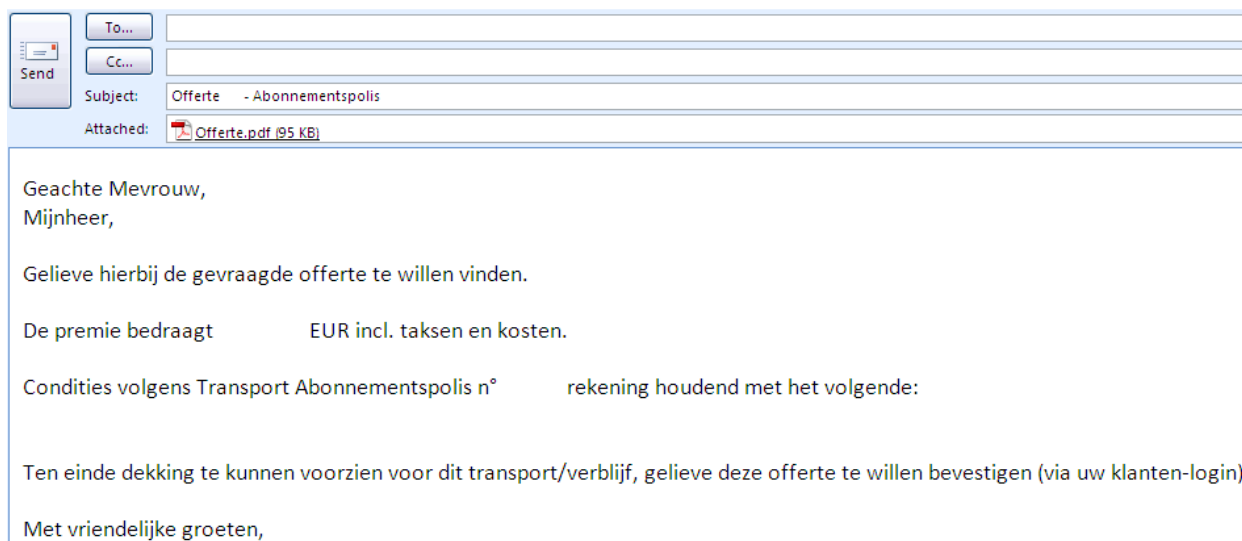 To...
Cc...
Send
Subject: Offerte - Abonnementspolis
Attached: Offerte.pdf (95 KB)
Geachte Mevrouw,
Mijnheer,
Gelieve hierbij de gevraagde offerte te willen vinden.
De premie bedraagt EUR incl. taksen en kosten.
Condities volgens Transport Abonnementspolis n° rekening houdend met het volgende:
Ten einde dekking te kunnen voorzien voor dit transport/verblijf, gelieve deze offerte te willen bevestigen (via uw klanten-login)
Met vriendelijke groeten,